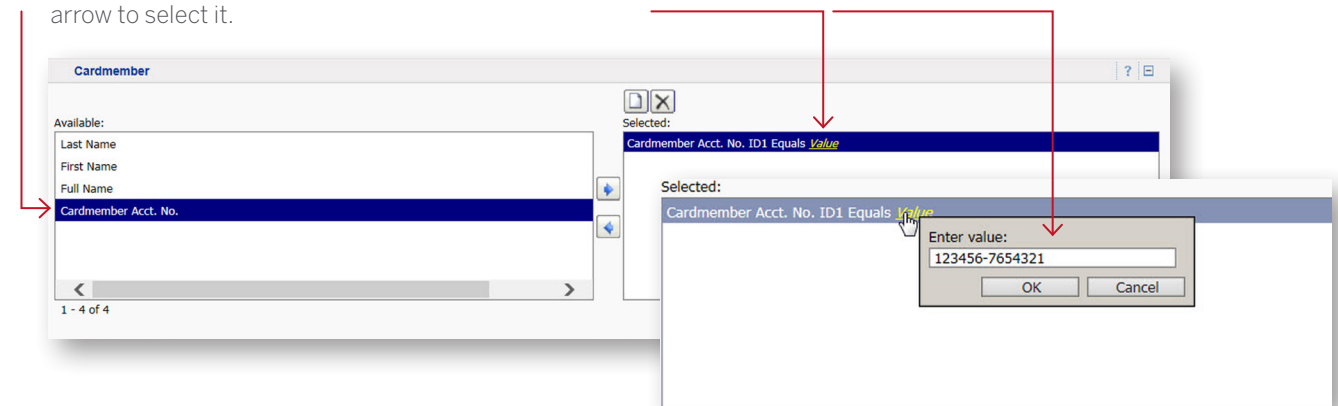 arrow to select it.
Cardmember
?
Available:
Last Name
First Name
Full Name
Cardmember Acct. No.
1 - 4 of 4
Selected:
Cardmember Acct. No. ID1 Equals Value
Selected:
Cardmember Acct. No. ID1 Equals Value
Enter value:
123456-7654321
OK Cancel